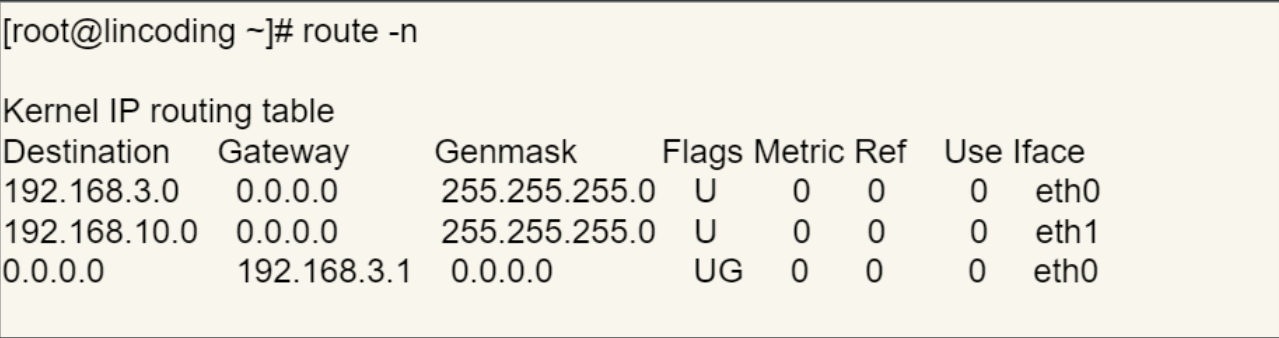 [root@lincoding ~]# route -n
Kernel IP routing table
Destination Gateway Genmask Flags Metric Ref Use Iface
192.168.3.0 0.0.0.0 255.255.255.0 U 0 0 0 eth0
192.168.10.0 0.0.0.0 255.255.255.0 U 0 0 0 eth1
0.0.0.0 192.168.3.1 0.0.0.0 UG 0 0 0 eth0